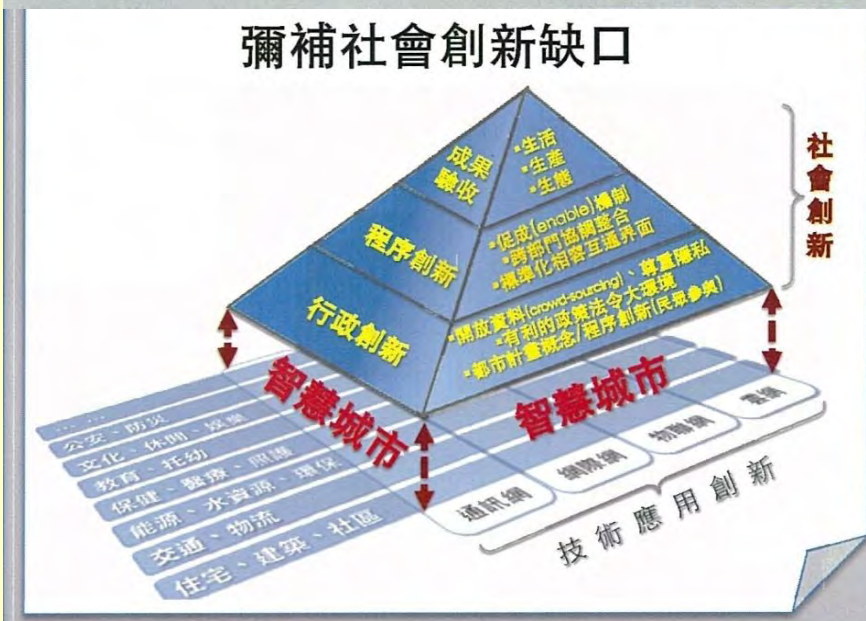 彌補社會創新缺口
成果
驗收
▪生活
▪生產
▪生態
程序創新
▪促成(enable)機制
▪跨部門協調整合
▪標準化相容互通界面
行政創新
▪開放資料(crowd-sourcing)、尊重隱私
▪有利的政策法令大環境
▪都市計畫概念/程序創新(民眾參與)
社會創新
智慧城市
智慧城市
... ...
公安、防災
文化、休閒、娛樂
教育、托幼
保健、醫療、照護
能源、水資源、環保
交通、物流
住宅、建築、社區
通訊網
網際網
物聯網
雲網
技術應用創新